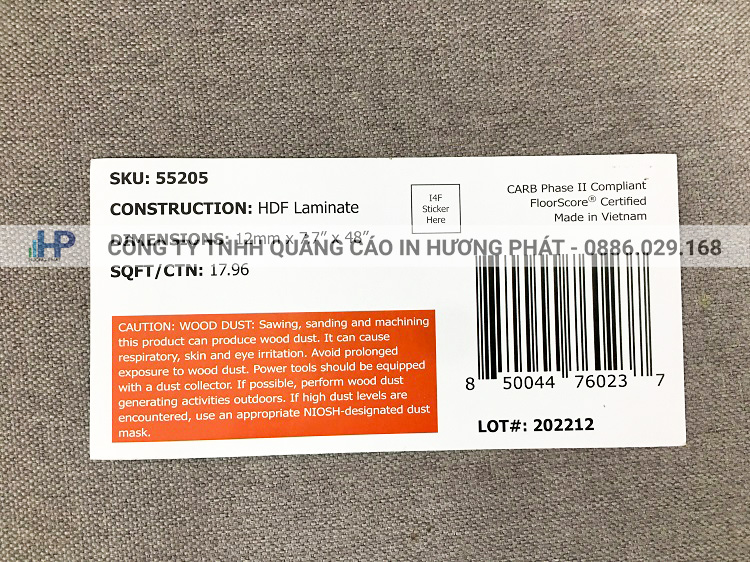 SKU: 55205
CONSTRUCTION: HDF Laminate
DIMENSIONS: 12mm x 7.7" x 48"
SQFT/CTN: 17.96
I4F
Sticker
Here
CARB Phase II Compliant
FloorScore® Certified
Made in Vietnam
HP
CÔNG TY TNHH QUẢNG CÁO IN HƯƠNG PHÁT - 0886.029.168
CAUTION: WOOD DUST: Sawing, sanding and machining
this product can produce wood dust. It can cause
respiratory, skin and eye irritation. Avoid prolonged
exposure to wood dust. Power tools should be equipped
with a dust collector. If possible, perform wood dust
generating activities outdoors. If high dust levels are
encountered, use an appropriate NIOSH-designated dust
mask.
8 50044 76023 7
LOT#: 202212